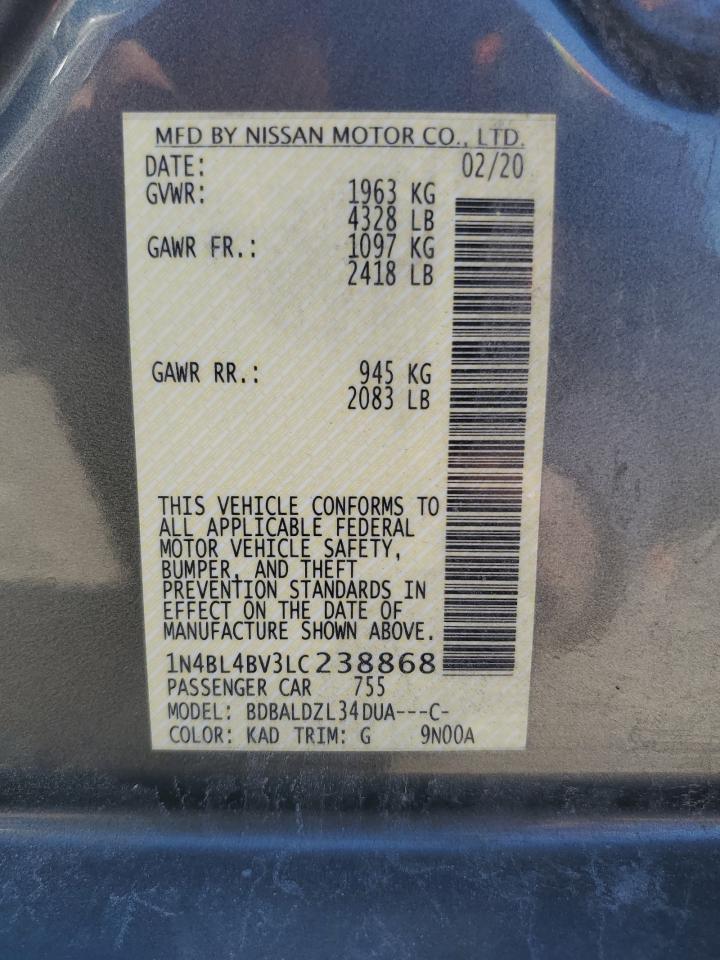 MFD BY NISSAN MOTOR CO., LTD.
DATE: 02/20
GVWR: 1963 KG
4328 LB
GAWR FR.: 1097 KG
2418 LB
GAWR RR.: 945 KG
2083 LB
THIS VEHICLE CONFORMS TO
ALL APPLICABLE FEDERAL
MOTOR VEHICLE SAFETY,
BUMPER, AND THEFT
PREVENTION STANDARDS IN
EFFECT ON THE DATE OF
MANUFACTURE SHOWN ABOVE.
1N4BL4BV3LC238868
PASSENGER CAR 755
MODEL: BDBALDZL34DUA---C-
COLOR: KAD TRIM: G 9N00A